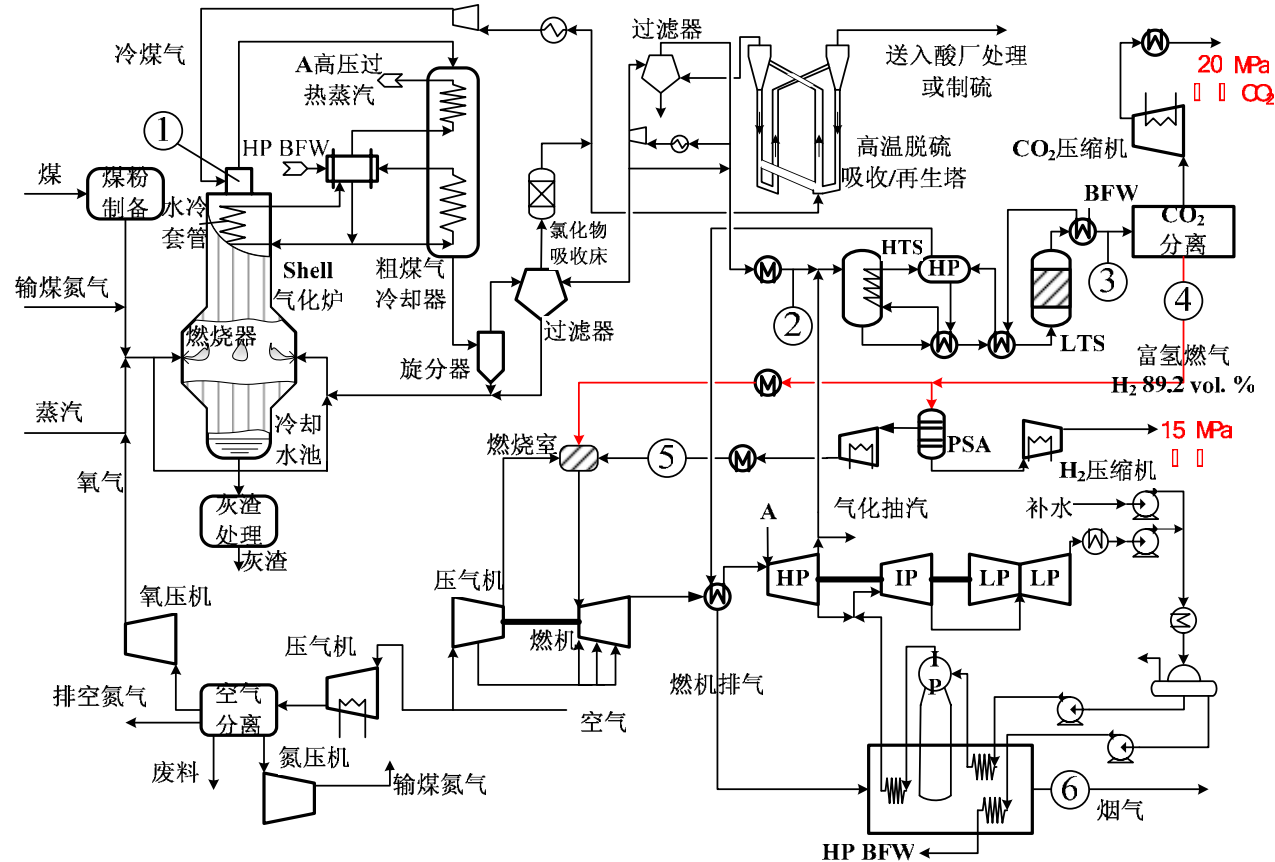 过滤器
冷煤气
A高压过
热蒸汽
送入酸厂处理
或制硫
20 MPa
CO₂
①
HP BFW
高温脱硫
吸收/再生塔
CO₂压缩机
煤
煤粉
制备
水冷
套管
BFW
CO₂
分离
氯化物
吸收床
Shell
气化炉
粗煤气
冷却器
HTS
HP
③
④
输煤氮气
燃烧器
过滤器
②
LTS
旋分器
富氢燃气
H₂ 89.2 vol. %
蒸汽
冷却
水池
燃烧室
⑤
PSA
15 MPa
H₂压缩机
氧气
灰渣
处理
灰渣
A
气化抽汽
补水
压气机
HP
IP
LP
LP
氧压机
燃机
压气机
排空氮气
空气
分离
燃机排气
I
P
空气
氮压机
废料
输煤氮气
⑥
烟气
HP BFW